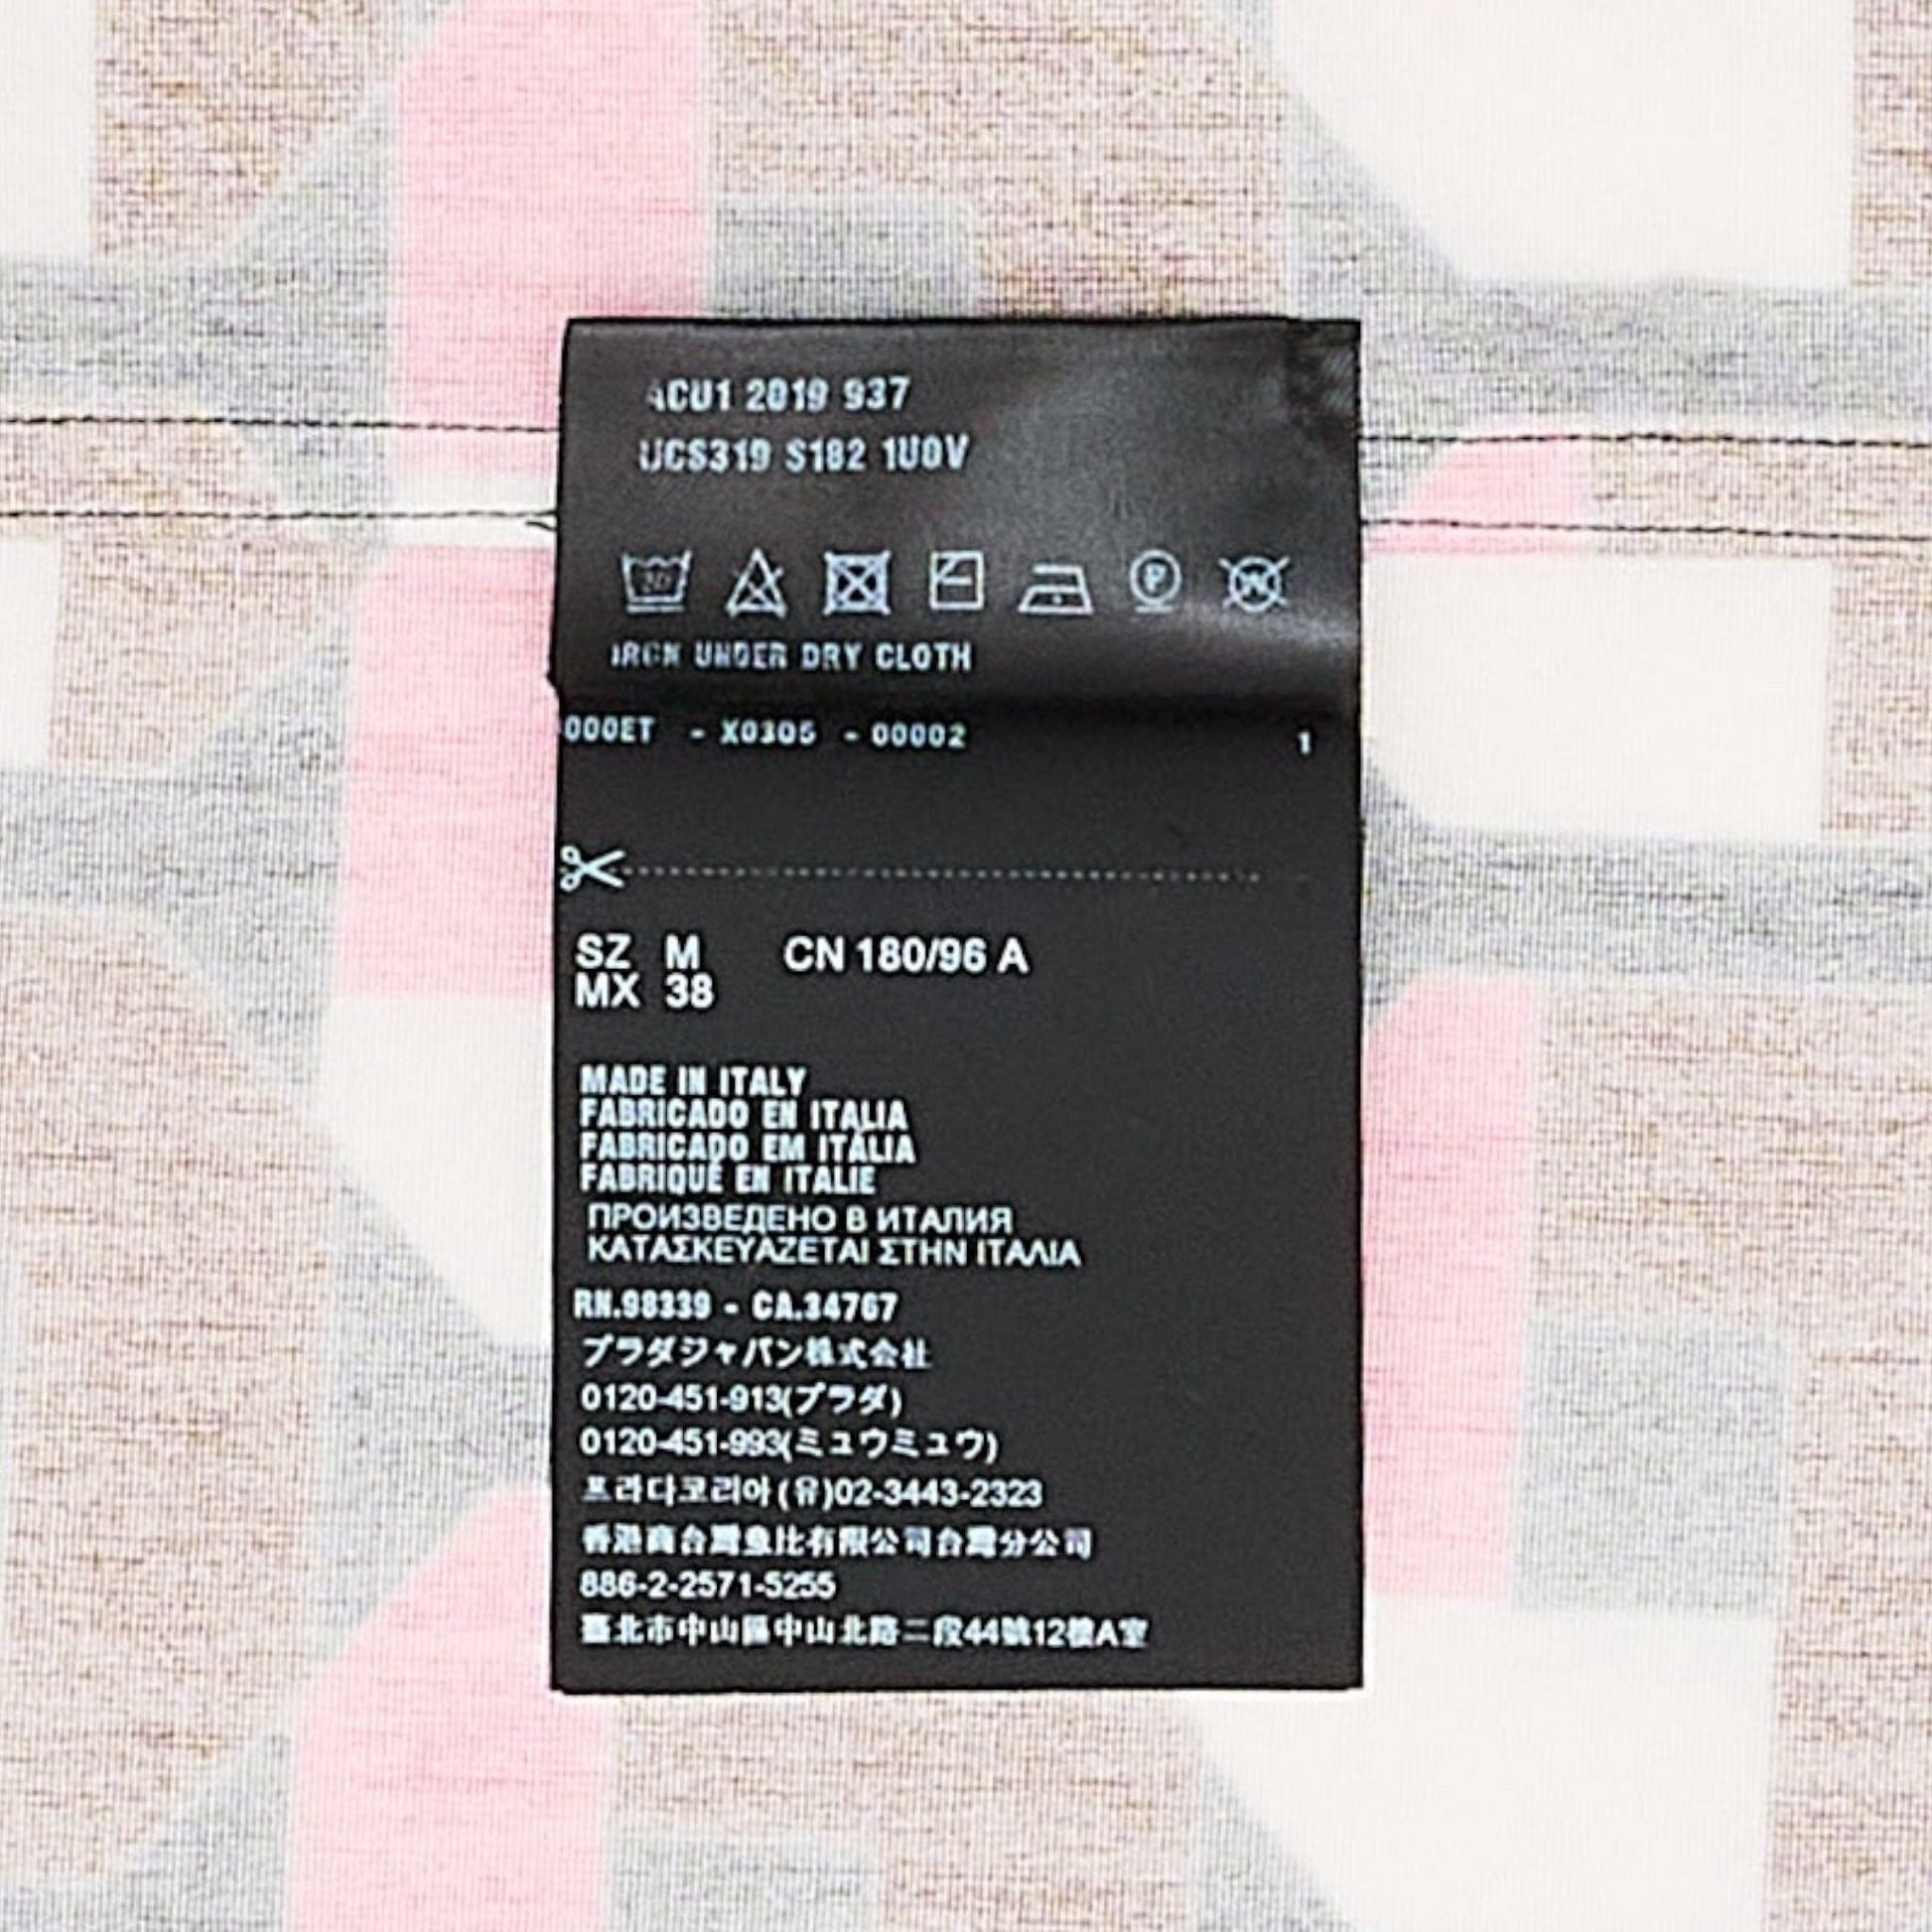 ACU1 2019 937
UCS319 S182 1U0V
30
P
W
IRON UNDER DRY CLOTH
000ET - X0305 - 00002 1
SZ M CN 180/96 A
MX 38
MADE IN ITALY
FABRICADO EN ITALIA
FABRICADO EM ITÁLIA
FABRIQUÉ EN ITALIE
ПРОИЗВЕДЕНО В ИТАЛИЯ
ΚΑΤΑΣΚΕΥΑΖΕΤΑΙ ΣΤΗΝ ΙΤΑΛΙΑ
RN.98339 - CA.34767
プラダジャパン株式会社
0120-451-913(プラダ)
0120-451-993(ミュウミュウ)
프라다코리아(유)02-3443-2323
香港商台灣魚比有限公司台灣分公司
886-2-2571-5255
臺北市中山區中山北路二段44號12樓A室